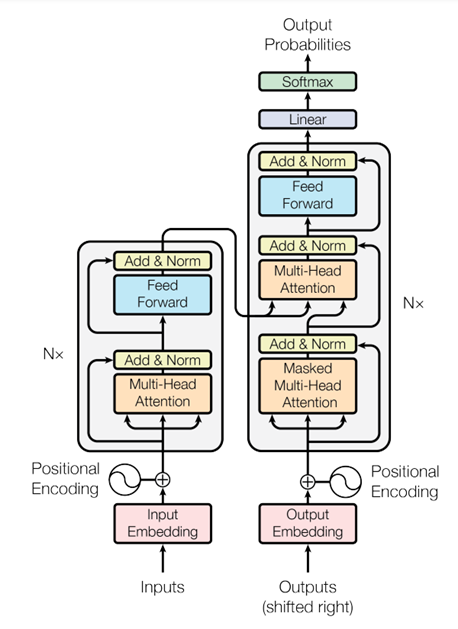 Output
Probabilities
Softmax
Linear
Add & Norm
Feed
Forward
Add & Norm
Multi-Head
Attention
Add & Norm
Masked
Multi-Head
Attention
N×
Positional
Encoding
Output
Embedding
Outputs
(shifted right)
Add & Norm
Feed
Forward
Add & Norm
Multi-Head
Attention
N×
Positional
Encoding
Input
Embedding
Inputs